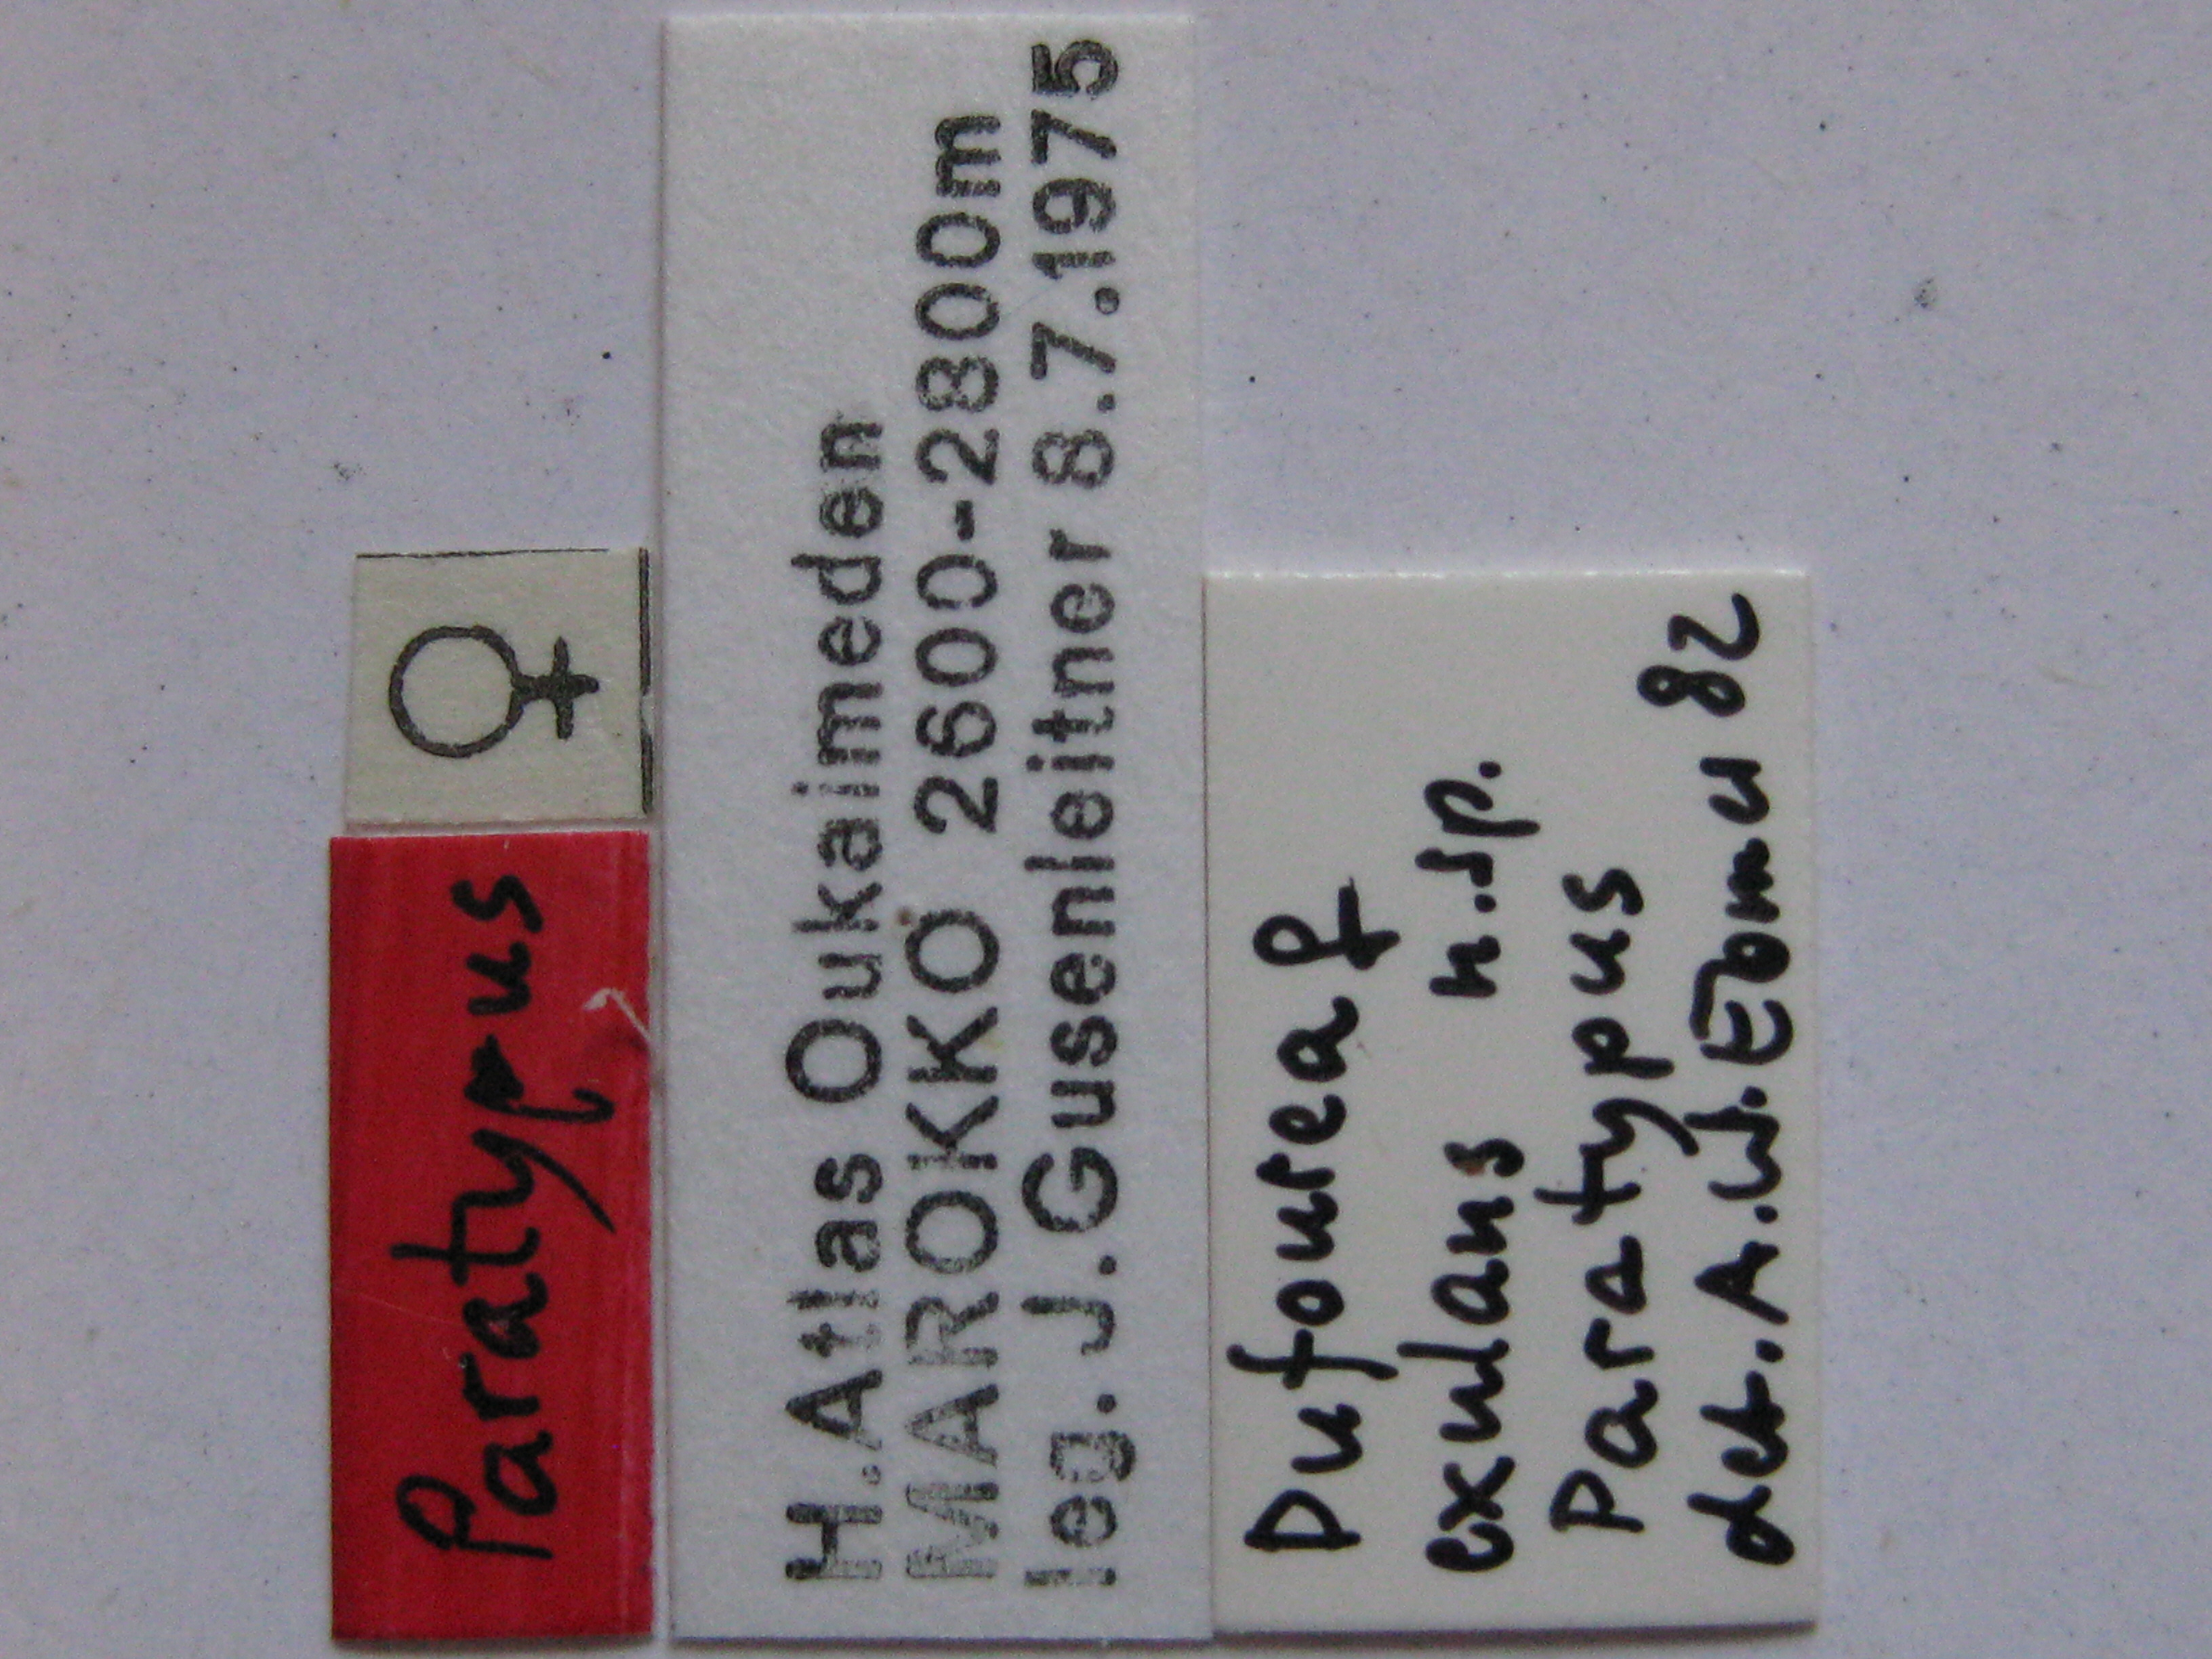 Paratypus
♀
H.Atlas Oukaimeden
MAROKKO 2600-2800m
leg. J.Gusenleitner 8.7.1975
Dufourea ♀
exulans n.sp.
Paratypus
det. A.W. Ebmer 82